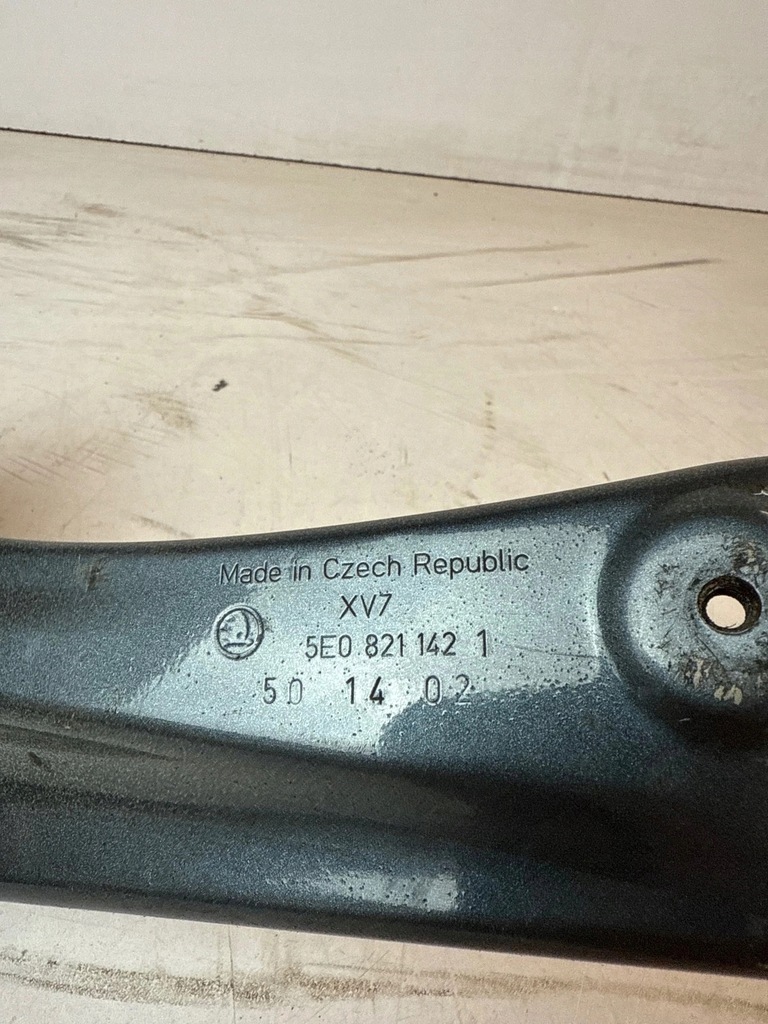 Made in Czech Republic
XV7
5E0 821 142 1
50 14 02